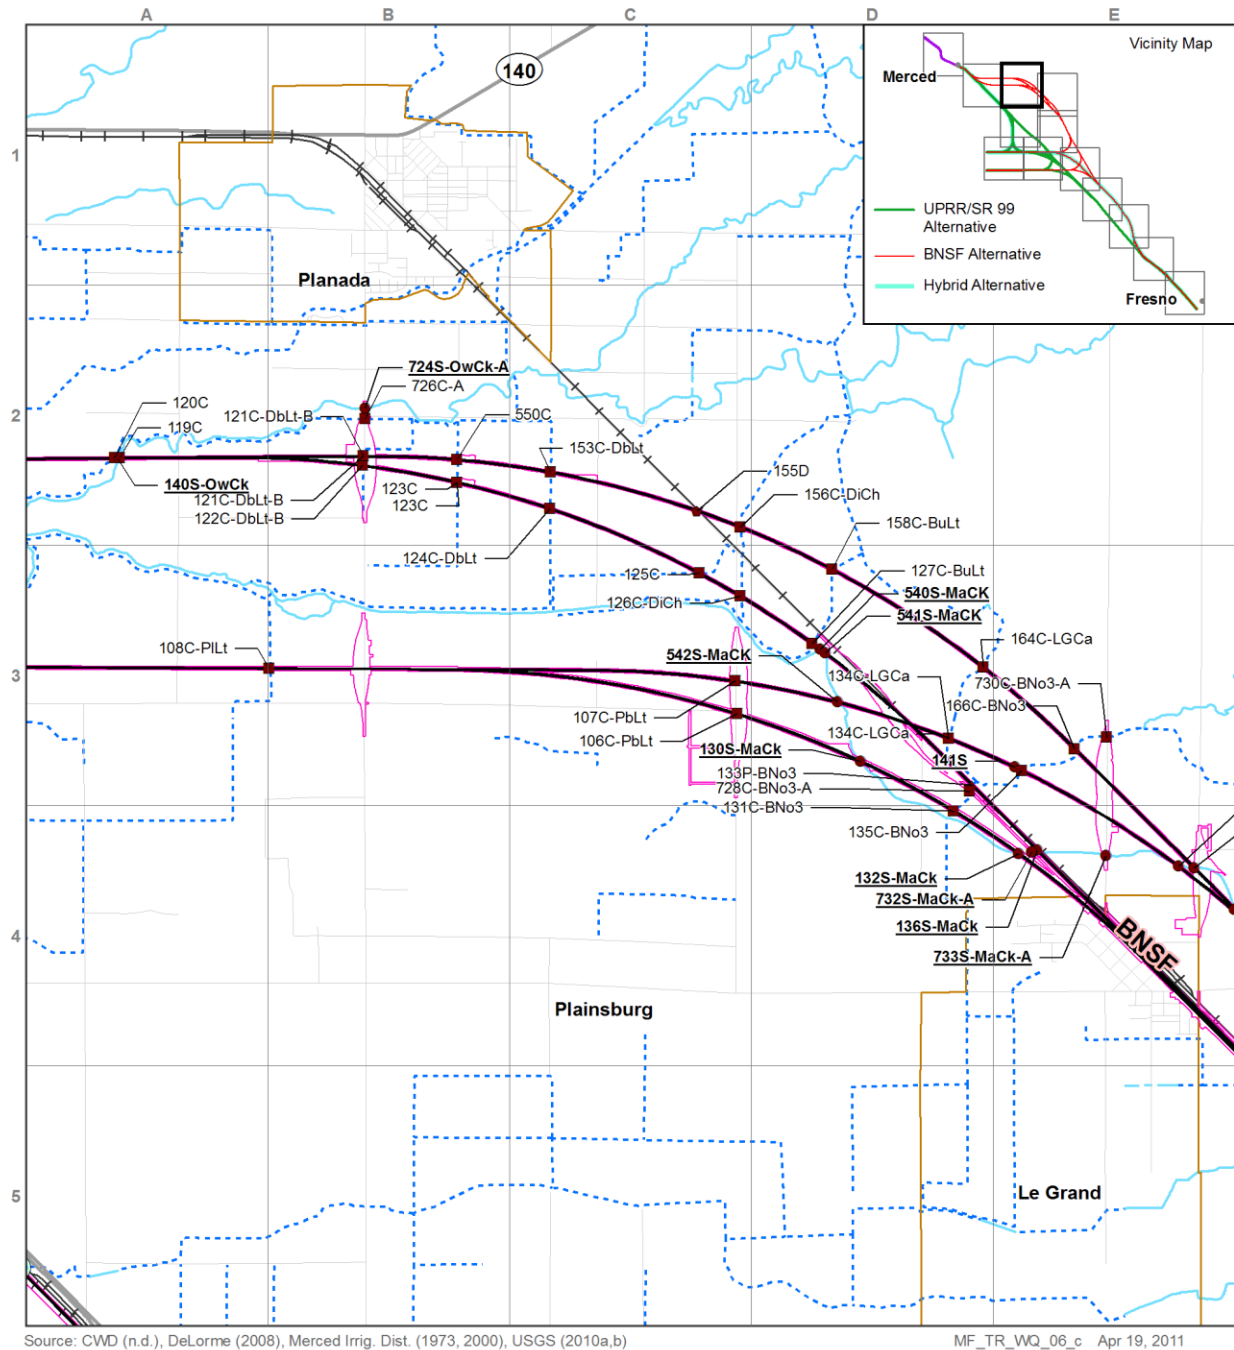 A B C D E
140
Vicinity Map
Merced
UPRR/SR 99
Alternative
BNSF Alternative
Hybrid Alternative
Fresno
1
Planada
724S-OwCk-A
726C-A
120C
121C-DbLt-B
550C
2
119C
153C-DbLt
155D
140S-OwCk
121C-DbLt-B
123C
156C-DiCh
122C-DbLt-B
123C
158C-BuLt
124C-DbLt
127C-BuLt
125C
540S-MaCK
126C-DiCh
541S-MaCK
164C-LGCa
108C-PlLt
542S-MaCK
134C-LGCa
730C-BNo3-A
3
166C-BNo3
107C-PbLt
134C-LGCa
106C-PbLt
130S-MaCk
141S
133P-BNo3
728C-BNo3-A
131C-BNo3
135C-BNo3
132S-MaCk
732S-MaCk-A
136S-MaCk
4
BNSF
733S-MaCk-A
Plainsburg
5
Le Grand
Source: CWD (n.d.), DeLorme (2008), Merced Irrig. Dist. (1973, 2000), USGS (2010a,b)
MF_TR_WQ_06_c Apr 19, 2011